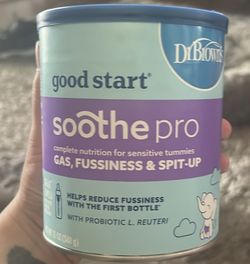 Dr.Brown's
good start®
soothe pro
complete nutrition for sensitive tummies
GAS, FUSSINESS & SPIT-UP
HELPS REDUCE FUSSINESS
WITH THE FIRST BOTTLE*
WITH PROBIOTIC L. REUTERI